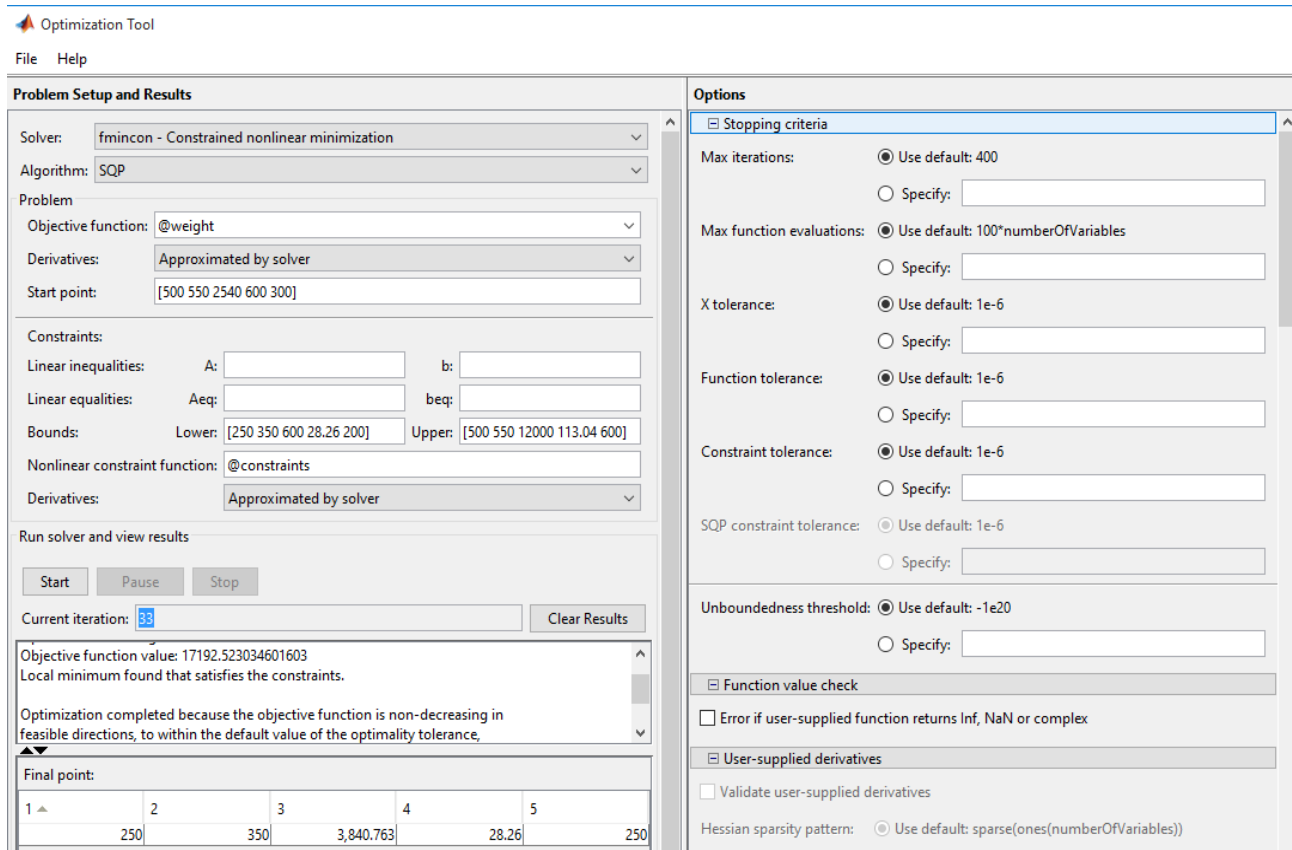 Optimization Tool
File Help
Problem Setup and Results
Solver: fmincon - Constrained nonlinear minimization
Algorithm: SQP
Problem
Objective function: @weight
Derivatives: Approximated by solver
Start point: [500 550 2540 600 300]
Constraints:
Linear inequalities: A: b:
Linear equalities: Aeq: beq:
Bounds: Lower: [250 350 600 28.26 200] Upper: [500 550 12000 113.04 600]
Nonlinear constraint function: @constraints
Derivatives: Approximated by solver
Run solver and view results
Start Pause Stop
Current iteration: 33 Clear Results
Objective function value: 17192.523034601603
Local minimum found that satisfies the constraints.
Optimization completed because the objective function is non-decreasing in
feasible directions, to within the default value of the optimality tolerance,
Final point:
1 2 3 4 5
250 350 3,840.763 28.26 250
Options
Stopping criteria
Max iterations: Use default: 400
Specify:
Max function evaluations: Use default: 100*numberOfVariables
Specify:
X tolerance: Use default: 1e-6
Specify:
Function tolerance: Use default: 1e-6
Specify:
Constraint tolerance: Use default: 1e-6
Specify:
SQP constraint tolerance: Use default: 1e-6
Specify:
Unboundedness threshold: Use default: -1e20
Specify:
Function value check
Error if user-supplied function returns Inf, NaN or complex
User-supplied derivatives
Validate user-supplied derivatives
Hessian sparsity pattern: Use default: sparse(ones(numberOfVariables))